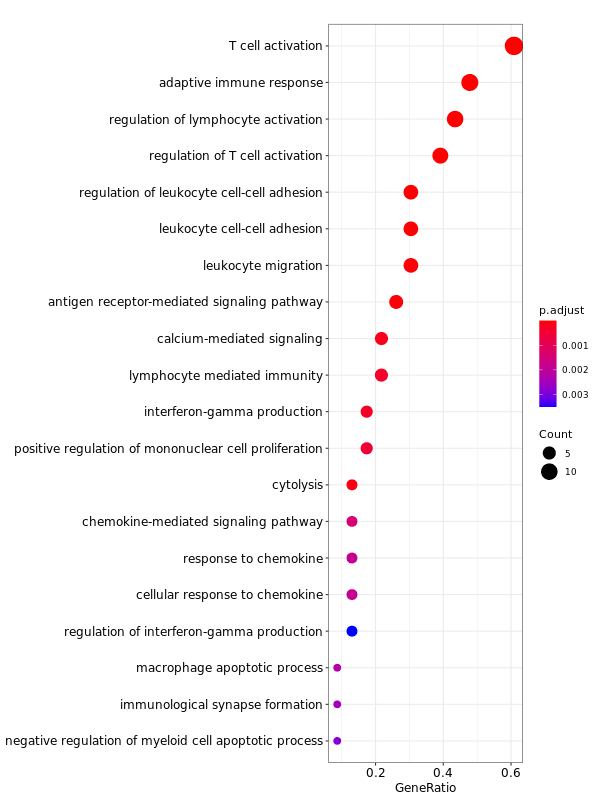 T cell activation
adaptive immune response
regulation of lymphocyte activation
regulation of T cell activation
regulation of leukocyte cell-cell adhesion
leukocyte cell-cell adhesion
leukocyte migration
antigen receptor-mediated signaling pathway
calcium-mediated signaling
lymphocyte mediated immunity
interferon-gamma production
positive regulation of mononuclear cell proliferation
cytolysis
chemokine-mediated signaling pathway
response to chemokine
cellular response to chemokine
regulation of interferon-gamma production
macrophage apoptotic process
immunological synapse formation
negative regulation of myeloid cell apoptotic process
0.2 0.4 0.6
GeneRatio
p.adjust
0.001
0.002
0.003
Count
5
10